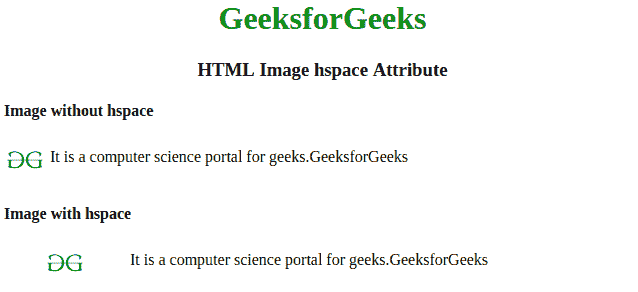 GeeksforGeeks
HTML Image hspace Attribute
Image without hspace
It is a computer science portal for geeks.GeeksforGeeks
Image with hspace
It is a computer science portal for geeks.GeeksforGeeks